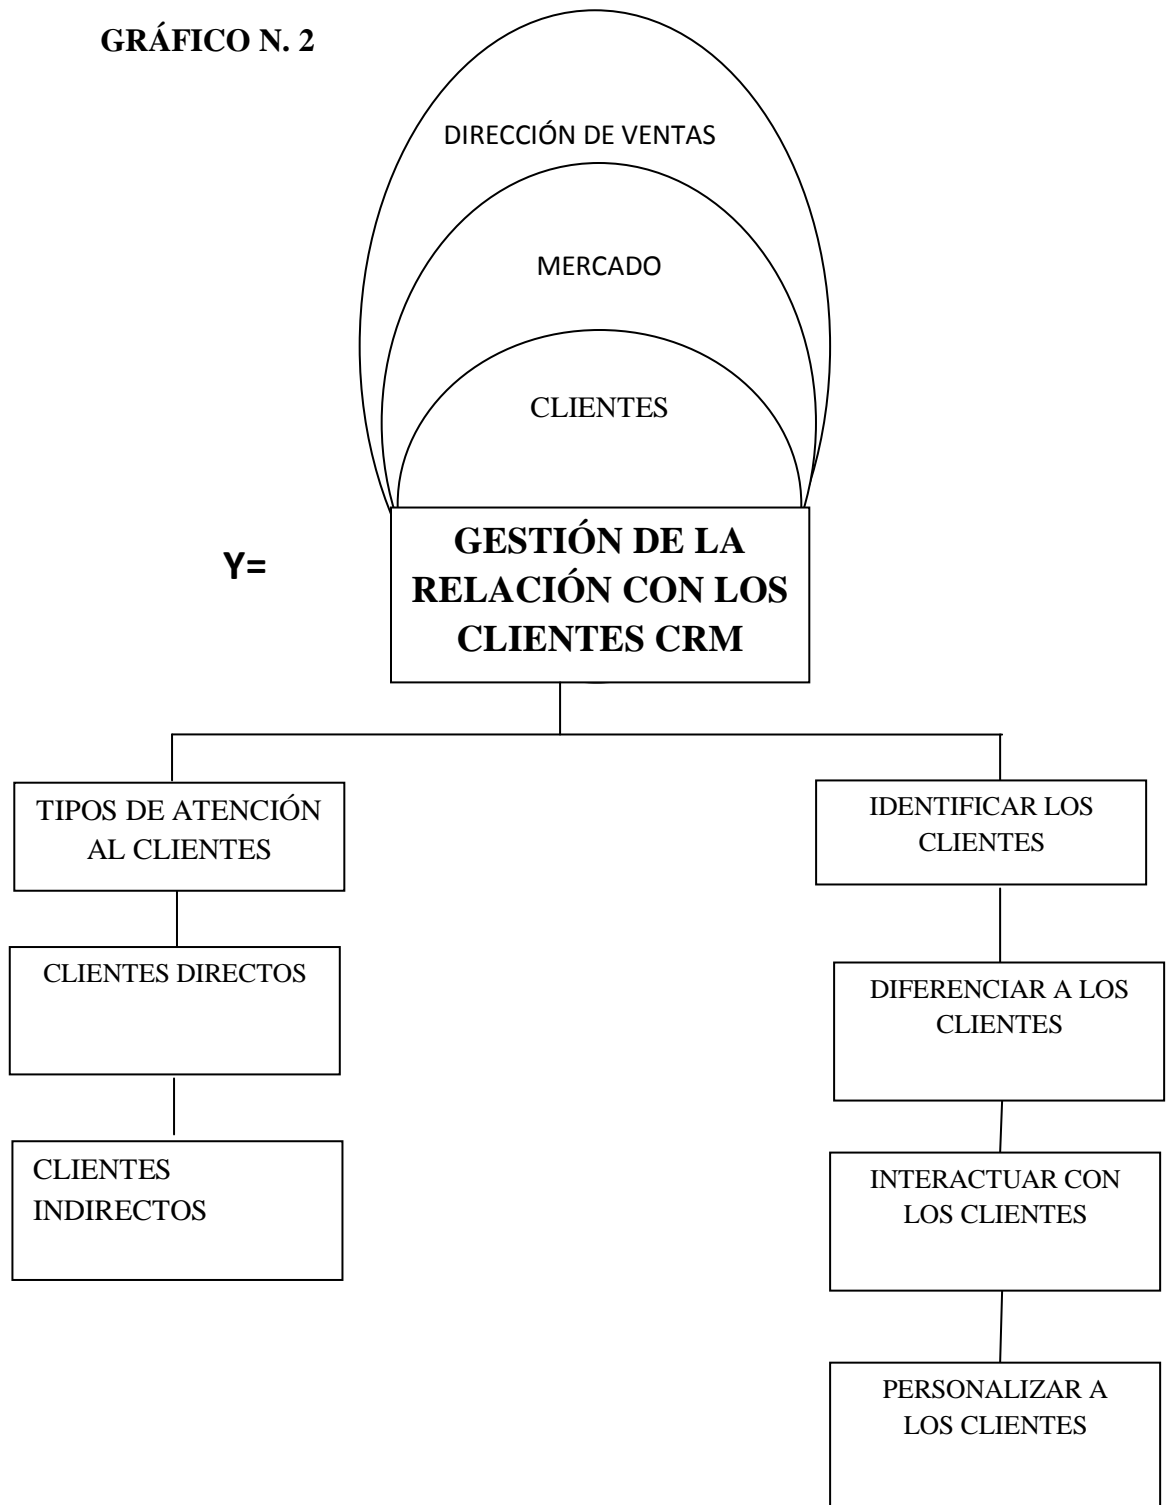 GRÁFICO N. 2
DIRECCIÓN DE VENTAS
MERCADO
CLIENTES
Y=
GESTIÓN DE LA
RELACIÓN CON LOS
CLIENTES CRM
TIPOS DE ATENCIÓN
AL CLIENTES
CLIENTES DIRECTOS
CLIENTES
INDIRECTOS
IDENTIFICAR LOS
CLIENTES
DIFERENCIAR A LOS
CLIENTES
INTERACTUAR CON
LOS CLIENTES
PERSONALIZAR A
LOS CLIENTES